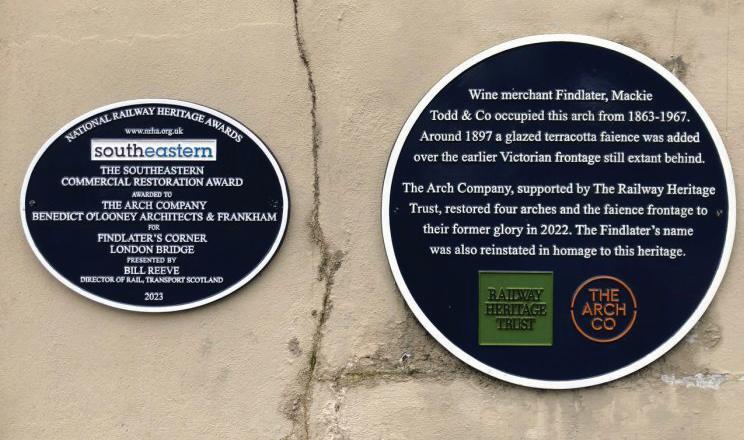 NATIONAL RAILWAY HERITAGE AWARDS
www.nrha.org.uk
southeastern
THE SOUTHEASTERN
COMMERCIAL RESTORATION AWARD
AWARDED TO
THE ARCH COMPANY
BENEDICT O'LOONEY ARCHITECTS & FRANKHAM
FOR
FINDLATER'S CORNER
LONDON BRIDGE
PRESENTED BY
BILL REEVE
DIRECTOR OF RAIL, TRANSPORT SCOTLAND
2023
Wine merchant Findlater, Mackie
Todd & Co occupied this arch from 1863-1967.
Around 1897 a glazed terracotta faience was added
over the earlier Victorian frontage still extant behind.
The Arch Company, supported by The Railway Heritage
Trust, restored four arches and the faience frontage to
their former glory in 2022. The Findlater's name
was also reinstated in homage to this heritage.
RAILWAY
HERITAGE
TRUST
THE
ARCH
CO